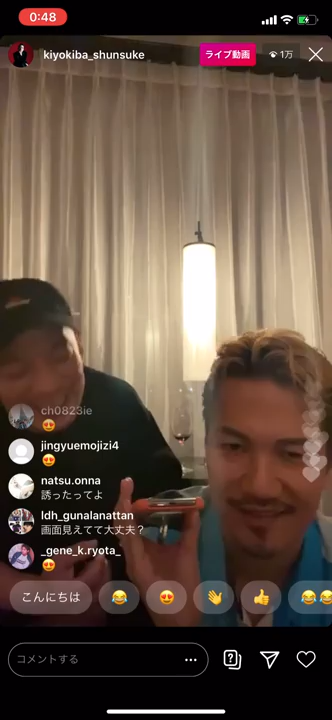 0:48
kiyokiba_shunsuke ライブ動画 1万
ch0823ie
😍
jingyuemojizi4
😍
natsu.onna
誘ったってよ
ldh_gunalanattan
画面見えてて大丈夫？
_gene_k.ryota_
😍
こんにちは 😂 😍 👋 👍 😂😂
コメントする